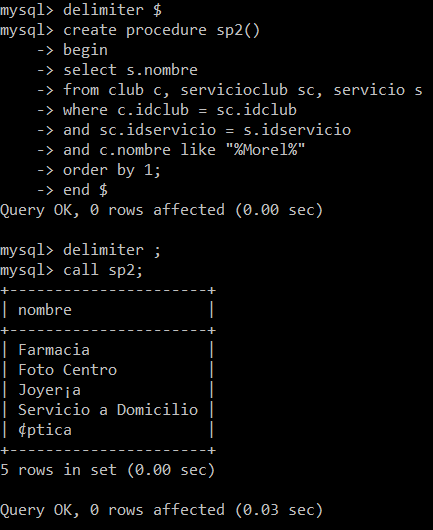 mysql> delimiter $
mysql> create procedure sp2()
    -> begin
    -> select s.nombre
    -> from club c, servicioclub sc, servicio s
    -> where c.idclub = sc.idclub
    -> and sc.idservicio = s.idservicio
    -> and c.nombre like "%Morel%"
    -> order by 1;
    -> end $
Query OK, 0 rows affected (0.00 sec)

mysql> delimiter ;
mysql> call sp2;
+----------------------+
| nombre               |
+----------------------+
| Farmacia             |
| Foto Centro          |
| Joyer¡a              |
| Servicio a Domicilio |
| ¢ptica               |
+----------------------+
5 rows in set (0.00 sec)

Query OK, 0 rows affected (0.03 sec)